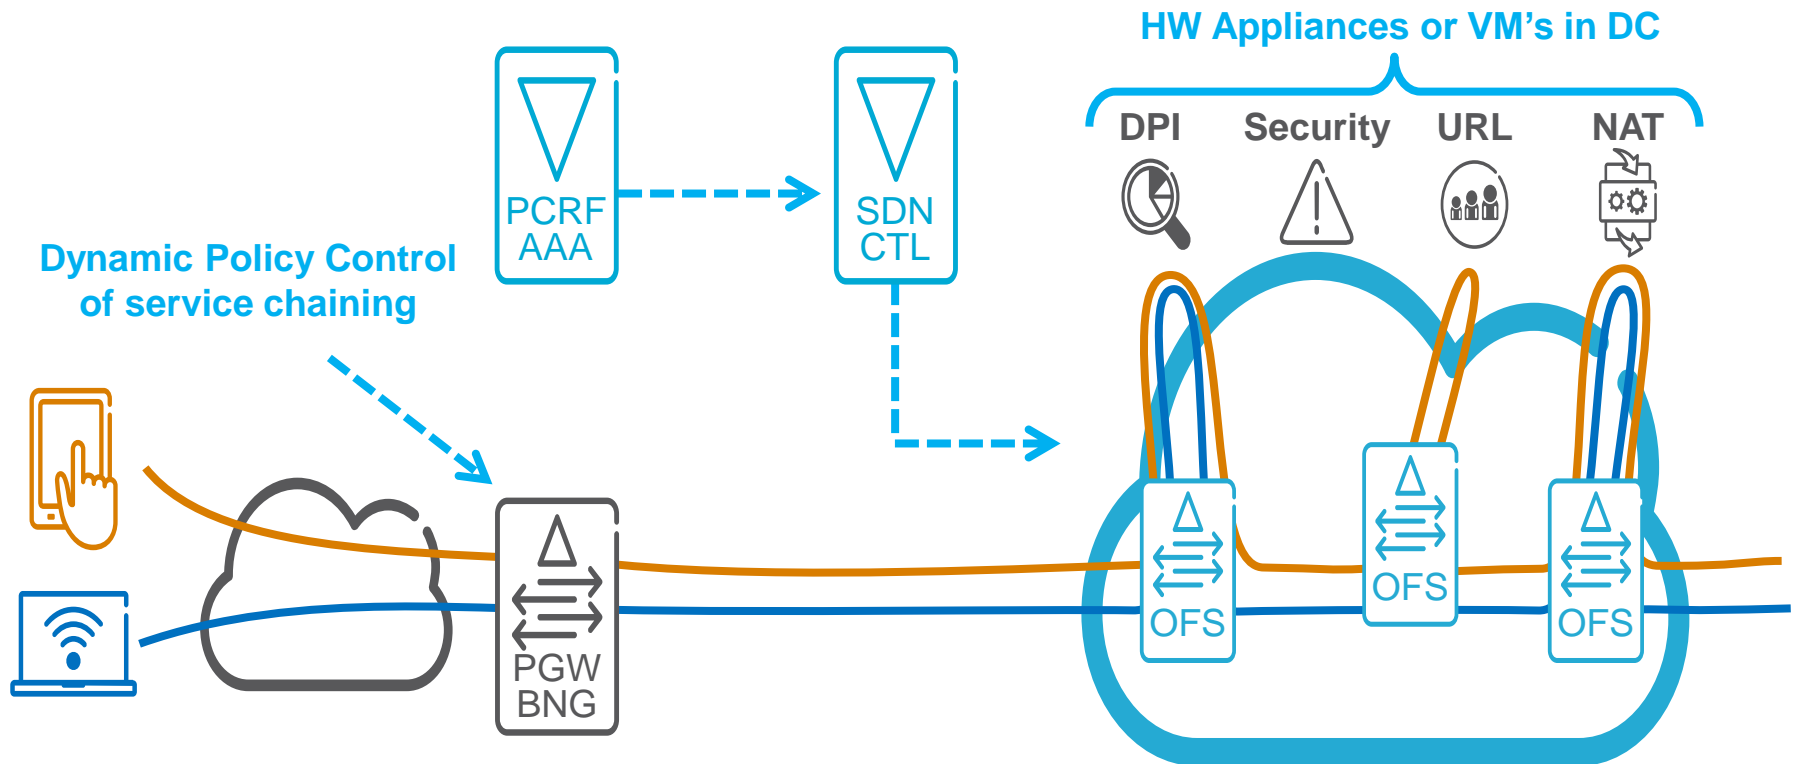 HW Appliances or VM's in DC
DPI
Security
URL
NAT
PCRF
AAA
SDN
CTL
Dynamic Policy Control
of service chaining
PGW
BNG
OFS
OFS
OFS